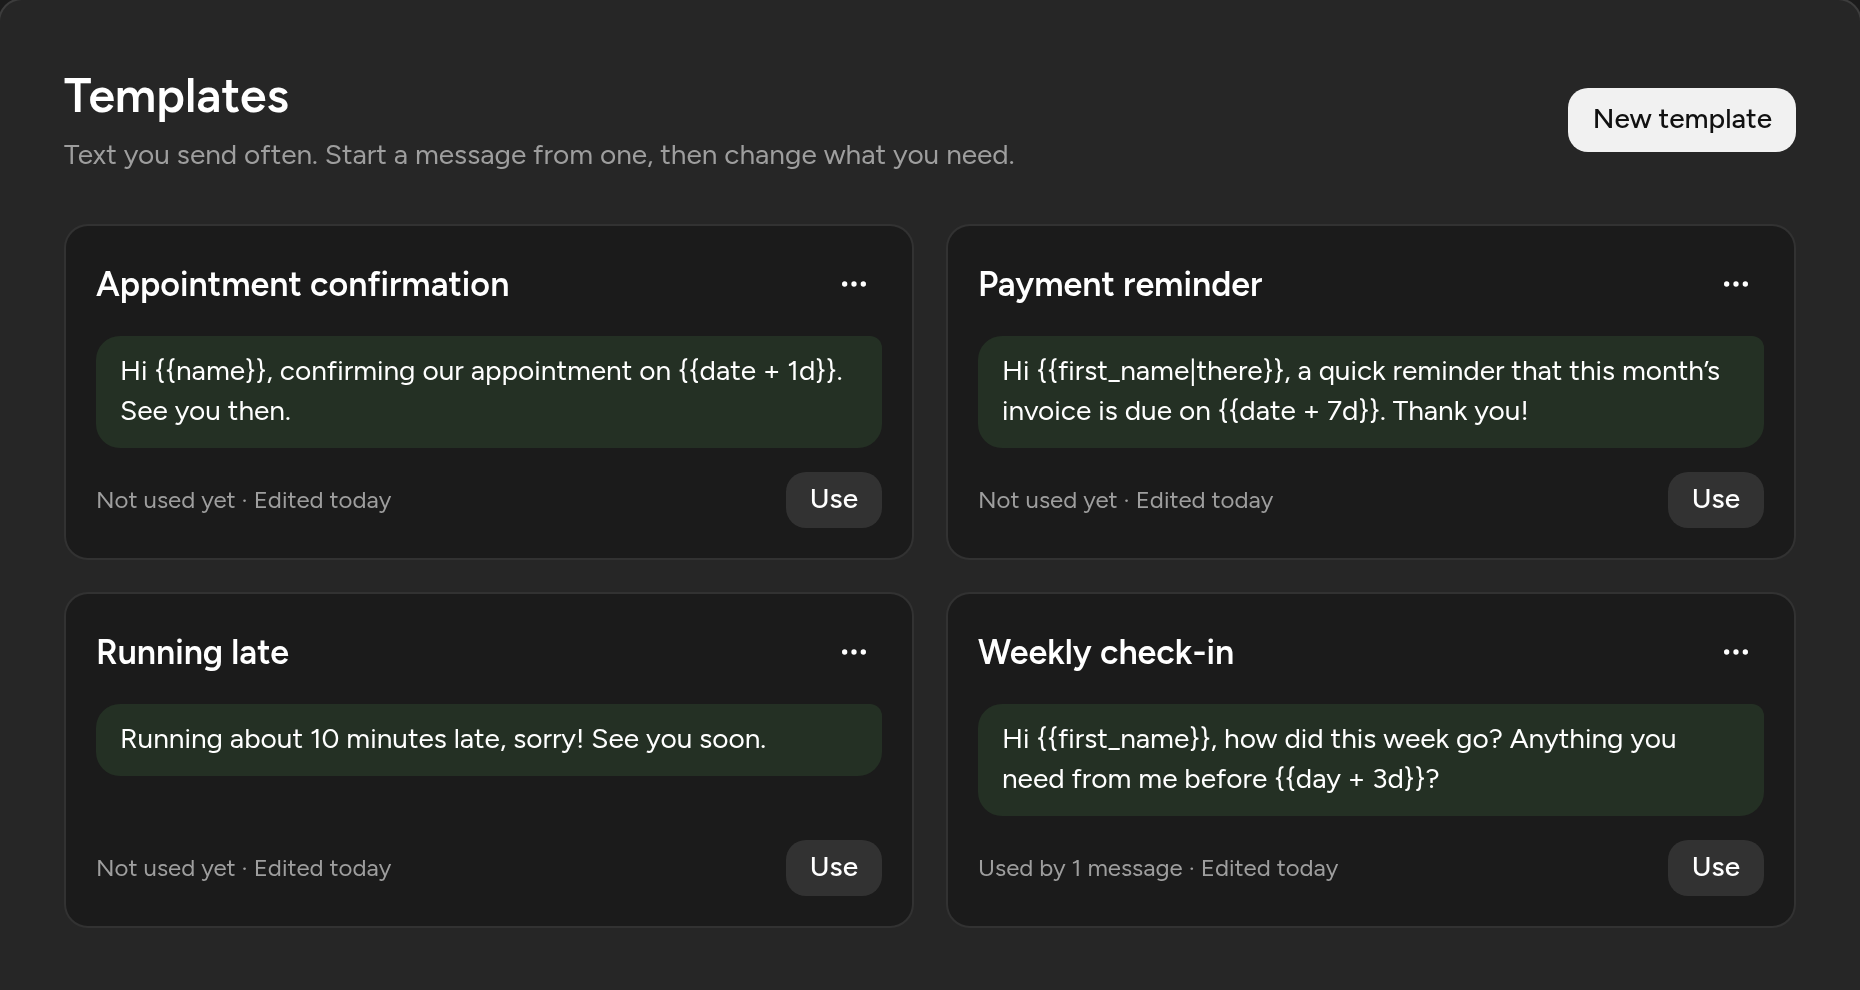 Templates
Text you send often. Start a message from one, then change what you need.
New template
Appointment confirmation
Hi {{name}}, confirming our appointment on {{date + 1d}}.
See you then.
Not used yet · Edited today
Use
Payment reminder
Hi {{first_name|there}}, a quick reminder that this month’s
invoice is due on {{date + 7d}}. Thank you!
Not used yet · Edited today
Use
Running late
Running about 10 minutes late, sorry! See you soon.
Not used yet · Edited today
Use
Weekly check-in
Hi {{first_name}}, how did this week go? Anything you
need from me before {{day + 3d}}?
Used by 1 message · Edited today
Use